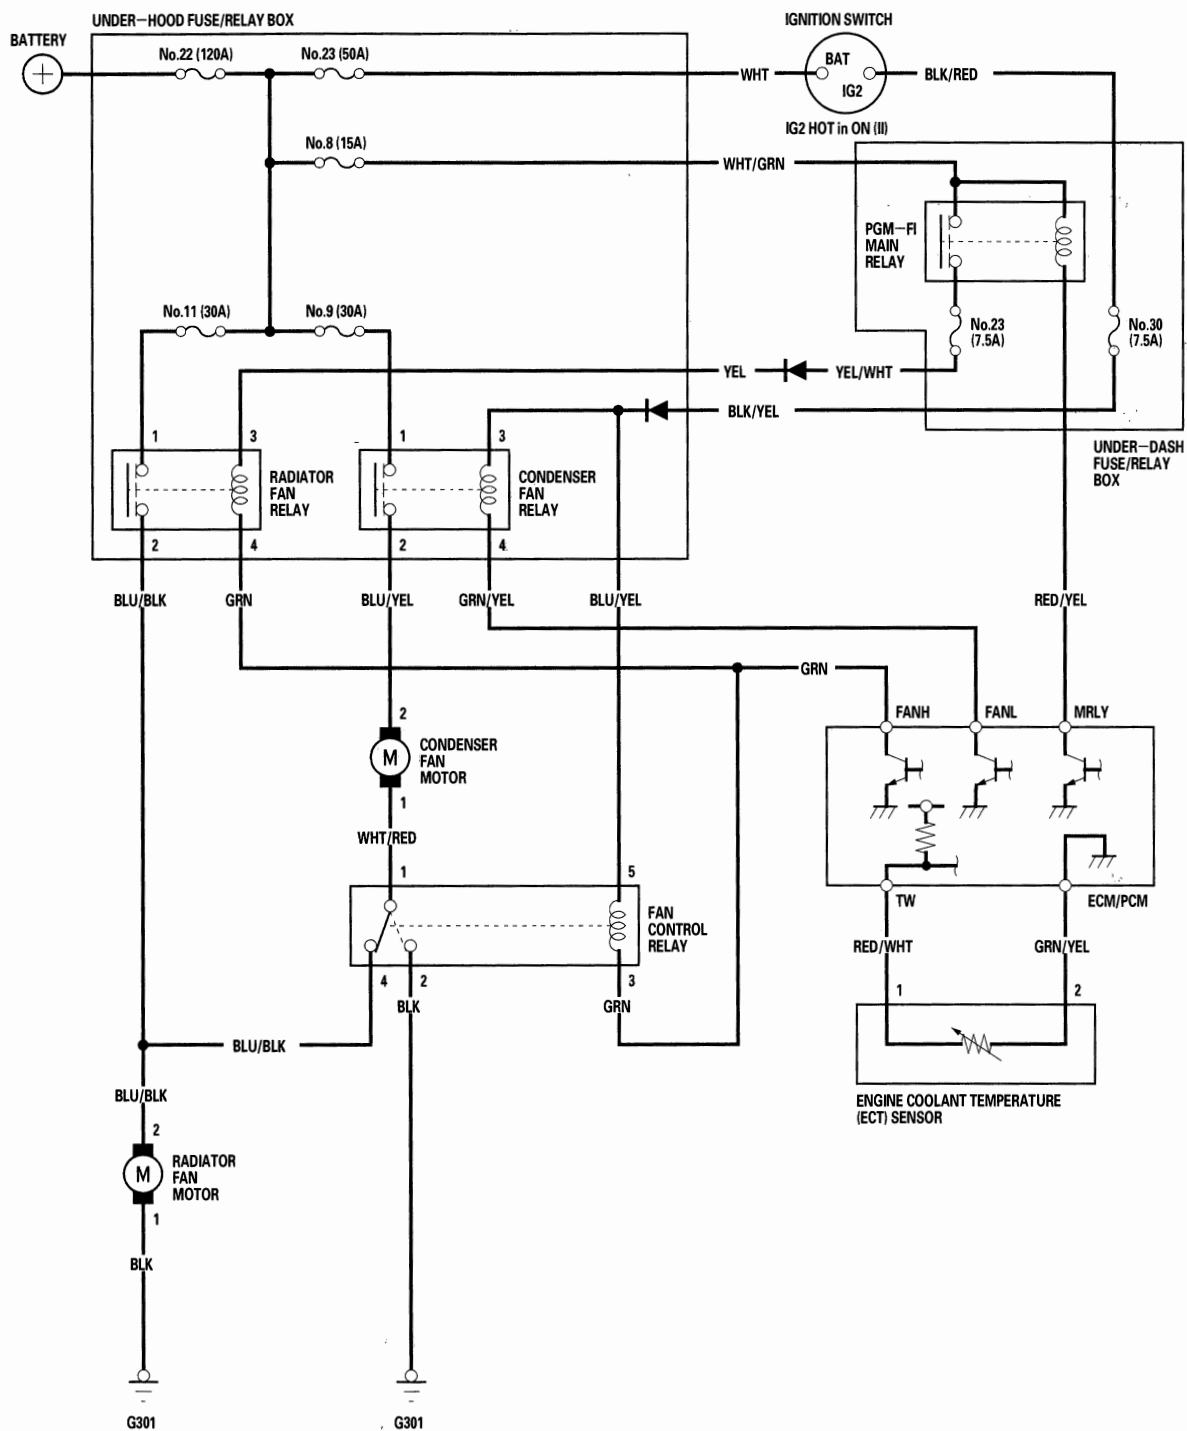 UNDER-HOOD FUSE/RELAY BOX
IGNITION SWITCH
BATTERY
No.22 (120A)
No.23 (50A)
BAT
WHT
BLK/RED
IG2
IG2 HOT in ON (II)
No.8 (15A)
WHT/GRN
PGM-FI
MAIN
RELAY
No.11 (30A)
No.9 (30A)
No.23
(7.5A)
No.30
(7.5A)
YEL
YEL/WHT
BLK/YEL
1
3
1
3
UNDER-DASH
FUSE/RELAY
BOX
RADIATOR
FAN
RELAY
CONDENSER
FAN
RELAY
2
4
2
4
BLU/BLK
GRN
BLU/YEL
GRN/YEL
BLU/YEL
RED/YEL
GRN
2
FANH
FANL
MRLY
M
CONDENSER
FAN
MOTOR
1
WHT/RED
1
5
TW
ECM/PCM
FAN
CONTROL
RELAY
RED/WHT
GRN/YEL
4
2
3
1
2
BLK
GRN
BLU/BLK
BLU/BLK
ENGINE COOLANT TEMPERATURE
(ECT) SENSOR
2
M
RADIATOR
FAN
MOTOR
1
BLK
G301
G301